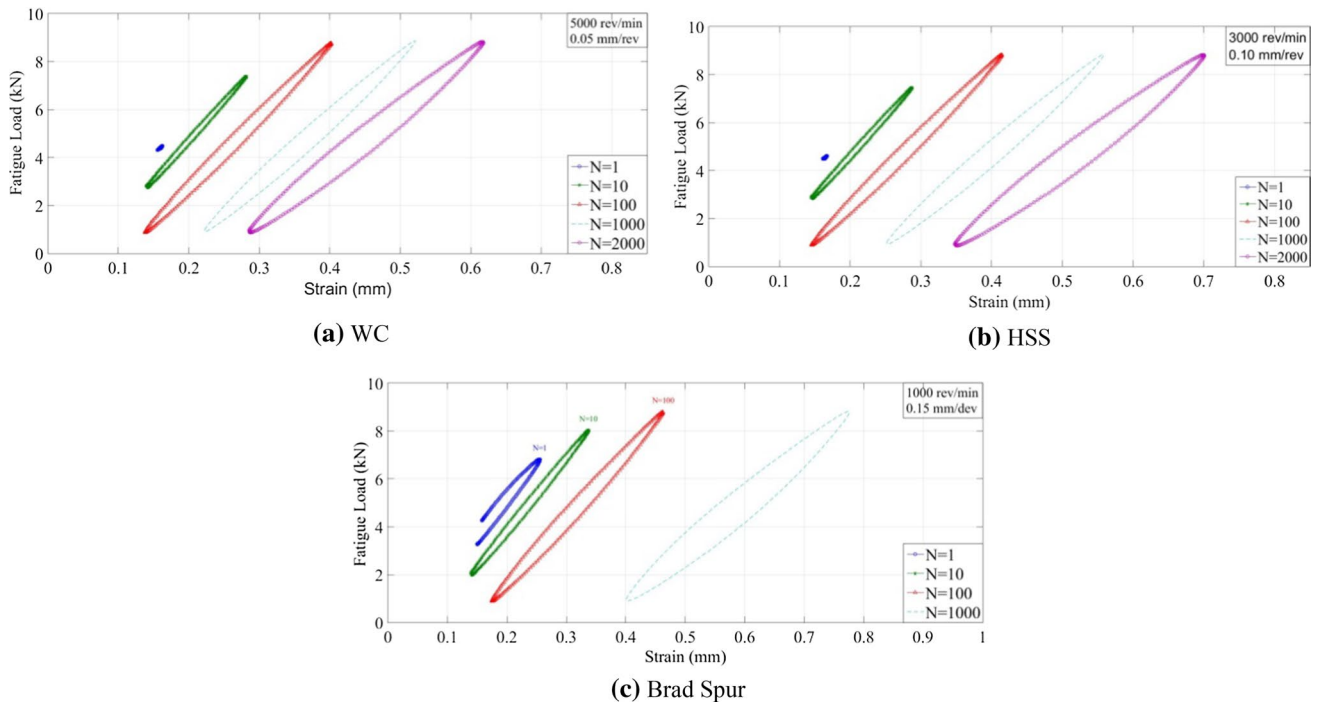 10
8
6
4
2
0
Fatigue Load (kN)
5000 rev/min
0.05 mm/rev
N=1
N=10
N=100
N=1000
N=2000
0 0.1 0.2 0.3 0.4 0.5 0.6 0.7 0.8
Strain (mm)
(a) WC
10
8
6
4
2
0
Fatigue Load (kN)
3000 rev/min
0.10 mm/rev
N=1
N=10
N=100
N=1000
N=2000
0 0.1 0.2 0.3 0.4 0.5 0.6 0.7 0.8
Strain (mm)
(b) HSS
10
8
6
4
2
0
Fatigue Load (kN)
1000 rev/min
0.15 mm/dev
N=1
N=10
N=100
N=1
N=10
N=100
N=1000
0 0.1 0.2 0.3 0.4 0.5 0.6 0.7 0.8 0.9 1
Strain (mm)
(c) Brad Spur